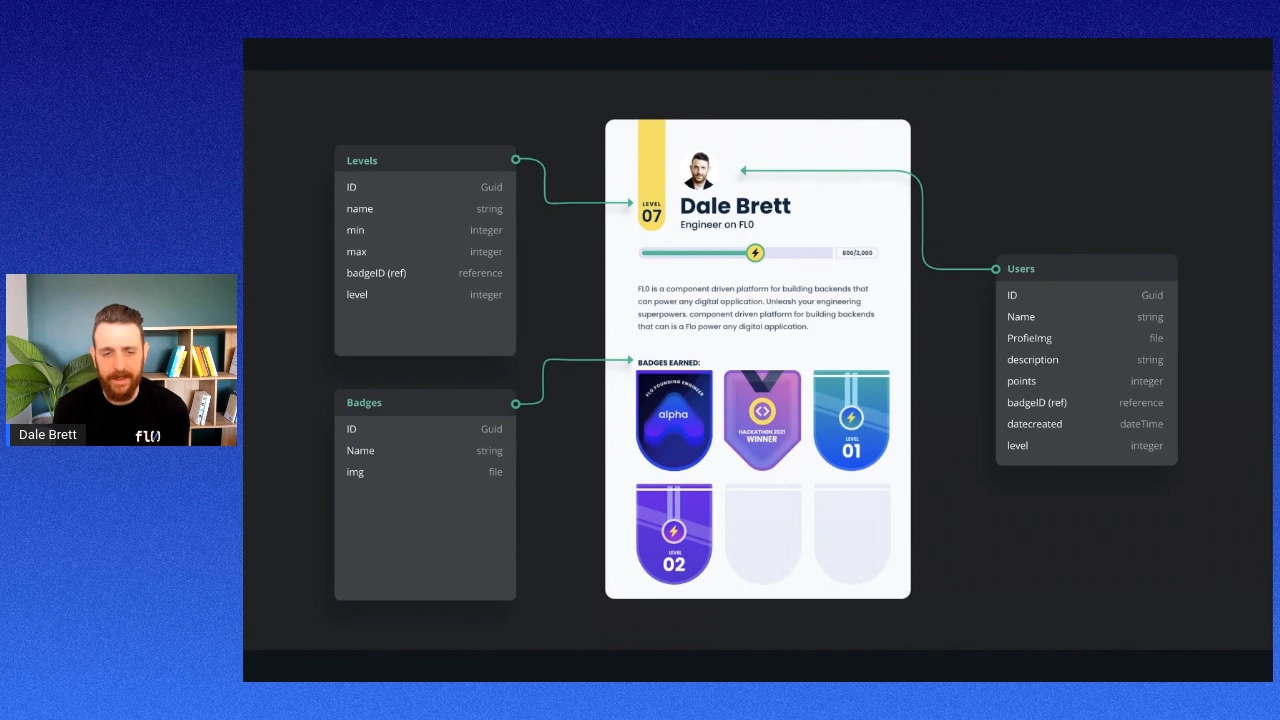 Levels
ID Guid
name string
min integer
max integer
badgeID (ref) reference
level integer
Badges
ID Guid
Name string
img file
LEVEL
07
Dale Brett
Engineer on FL0
800/2,000
FL0 is a component driven platform for building backends that
can power any digital application. Unleash your engineering
superpowers. component driven platform for building backends
that can is a Flo power any digital application.
BADGES EARNED:
FLO FOUNDING ENGINEER
alpha
HACKATHON 2021
WINNER
LEVEL
01
LEVEL
02
Users
ID Guid
Name string
ProfieImg file
description string
points integer
badgeID (ref) reference
datecreated dateTime
level integer
fl0
Dale Brett